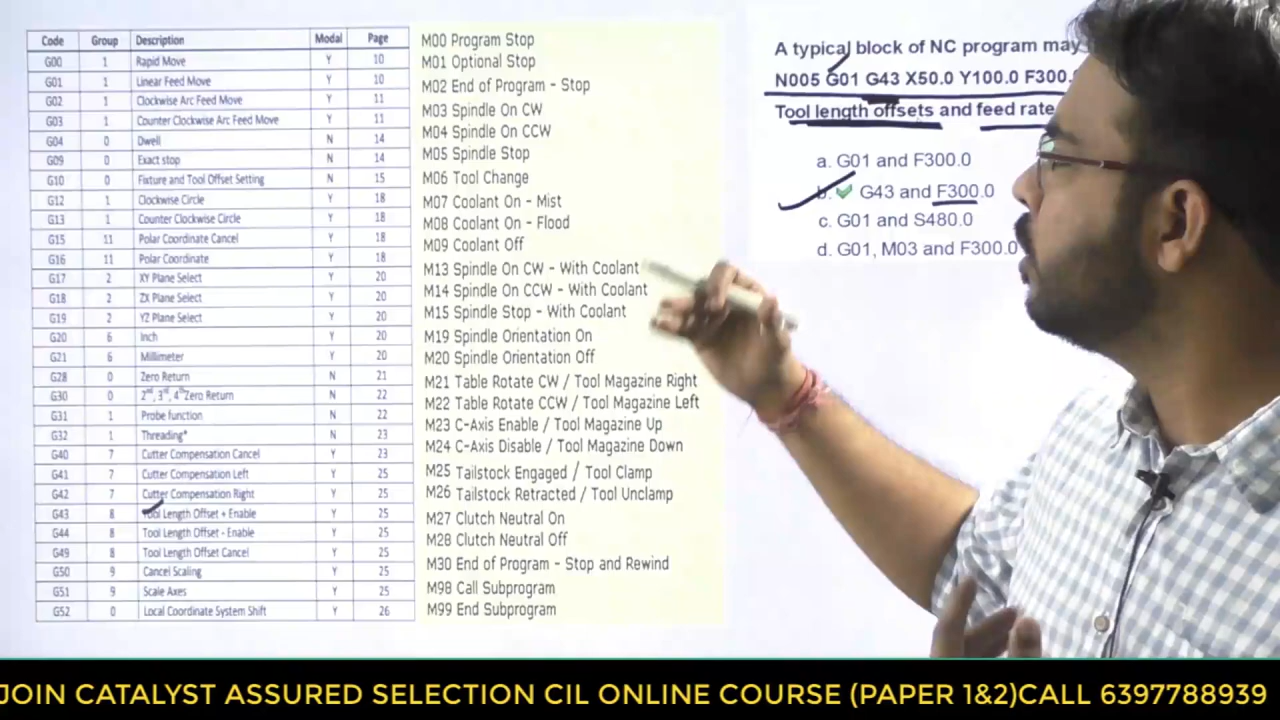 Code Group Description Modal Page
G00 1 Rapid Move Y 10
G01 1 Linear Feed Move Y 10
G02 1 Clockwise Arc Feed Move Y 11
G03 1 Counter Clockwise Arc Feed Move Y 11
G04 0 Dwell N 14
G09 0 Exact stop N 14
G10 0 Fixture and Tool Offset Setting N 15
G12 1 Clockwise Circle Y 18
G13 1 Counter Clockwise Circle Y 18
G15 11 Polar Coordinate Cancel Y 18
G16 11 Polar Coordinate Y 18
G17 2 XY Plane Select Y 20
G18 2 ZX Plane Select Y 20
G19 2 YZ Plane Select Y 20
G20 6 Inch Y 20
G21 6 Millimeter Y 20
G28 0 Zero Return N 21
G30 0 2nd, 3rd, 4th Zero Return N 22
G31 1 Probe function N 22
G32 1 Threading* N 23
G40 7 Cutter Compensation Cancel Y 23
G41 7 Cutter Compensation Left Y 25
G42 7 Cutter Compensation Right Y 25
G43 8 Tool Length Offset + Enable Y 25
G44 8 Tool Length Offset - Enable Y 25
G49 8 Tool Length Offset Cancel Y 25
G50 9 Cancel Scaling Y 25
G51 9 Scale Axes Y 25
G52 0 Local Coordinate System Shift Y 26
M00 Program Stop
M01 Optional Stop
M02 End of Program - Stop
M03 Spindle On CW
M04 Spindle On CCW
M05 Spindle Stop
M06 Tool Change
M07 Coolant On - Mist
M08 Coolant On - Flood
M09 Coolant Off
M13 Spindle On CW - With Coolant
M14 Spindle On CCW - With Coolant
M15 Spindle Stop - With Coolant
M19 Spindle Orientation On
M20 Spindle Orientation Off
M21 Table Rotate CW / Tool Magazine Right
M22 Table Rotate CCW / Tool Magazine Left
M23 C-Axis Enable / Tool Magazine Up
M24 C-Axis Disable / Tool Magazine Down
M25 Tailstock Engaged / Tool Clamp
M26 Tailstock Retracted / Tool Unclamp
M27 Clutch Neutral On
M28 Clutch Neutral Off
M30 End of Program - Stop and Rewind
M98 Call Subprogram
M99 End Subprogram
A typical block of NC program may
N005 G01 G43 X50.0 Y100.0 F300.
Tool length offsets and feed rate
a. G01 and F300.0
b. G43 and F300.0
c. G01 and S480.0
d. G01, M03 and F300.0
JOIN CATALYST ASSURED SELECTION CIL ONLINE COURSE (PAPER 1&2)CALL 6397788939